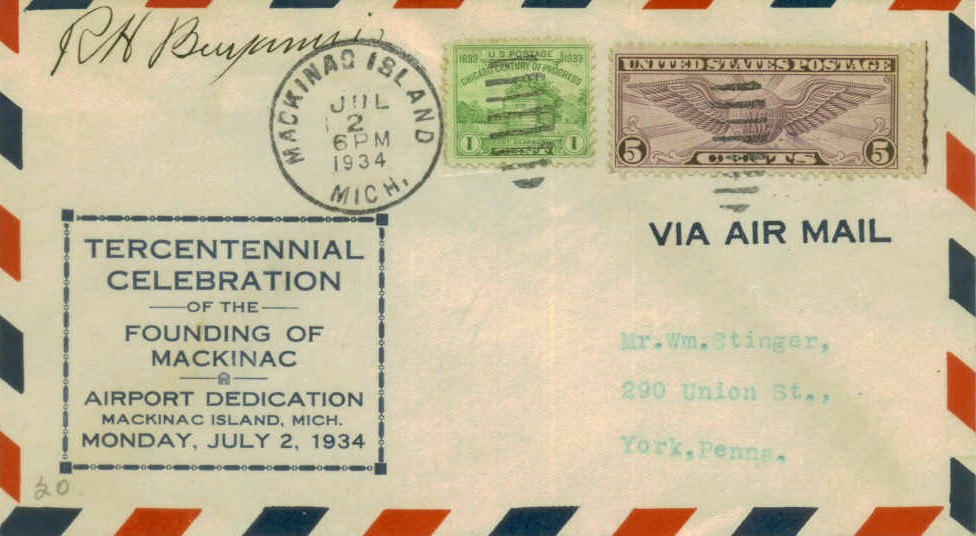 R H Benjamin
MACKINAC ISLAND
JUL
2
6 PM
1934
MICH.
1833 U.S. POSTAGE 1933
CHICAGO CENTURY OF PROGRESS
1 1
UNITED STATES POSTAGE
5 CENTS 5
VIA AIR MAIL
TERCENTENNIAL
CELEBRATION
OF THE
FOUNDING OF
MACKINAC
AIRPORT DEDICATION
MACKINAC ISLAND, MICH.
MONDAY, JULY 2, 1934
Mr.Wm.Stinger,
290 Union St.,
York,Penna.
20